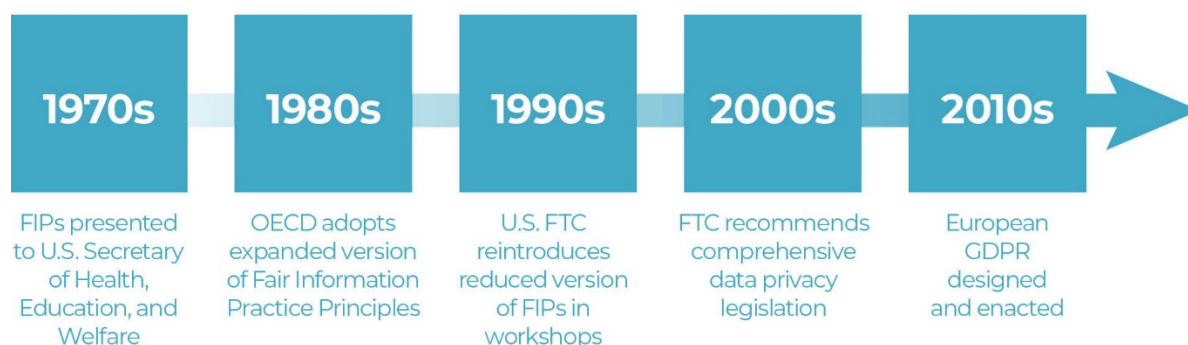 1970s
FIPs presented
to U.S. Secretary
of Health,
Education, and
Welfare
1980s
OECD adopts
expanded version
of Fair Information
Practice Principles
1990s
U.S. FTC
reintroduces
reduced version
of FIPs in
workshops
2000s
FTC recommends
comprehensive
data privacy
legislation
2010s
European
GDPR
designed
and enacted